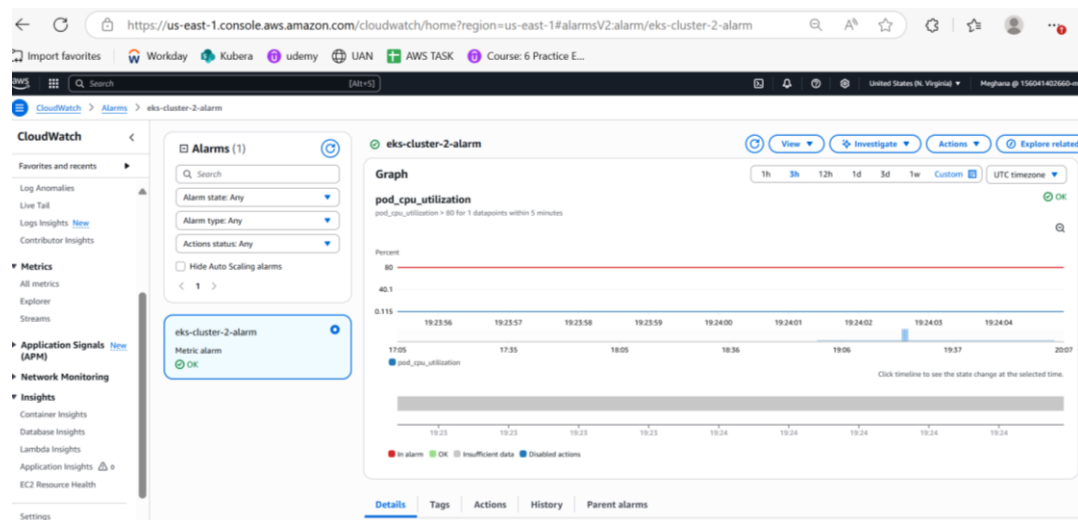 https://us-east-1.console.aws.amazon.com/cloudwatch/home?region=us-east-1#alarmsV2:alarm/eks-cluster-2-alarm
Import favorites Workday Kubera udemy UAN AWS TASK Course: 6 Practice E...
aws Search [Alt+S] United States (N. Virginia) Meghana @ 156041402660-m
CloudWatch > Alarms > eks-cluster-2-alarm
CloudWatch
Favorites and recents
Log Anomalies
Live Tail
Logs Insights New
Contributor Insights
Metrics
All metrics
Explorer
Streams
Application Signals New
(APM)
Network Monitoring
Insights
Container Insights
Database Insights
Lambda Insights
Application Insights 0
EC2 Resource Health
Settings
Alarms (1)
Search
Alarm state: Any
Alarm type: Any
Actions status: Any
Hide Auto Scaling alarms
< 1 >
eks-cluster-2-alarm
Metric alarm
OK
eks-cluster-2-alarm View Investigate Actions Explore related
Graph 1h 3h 12h 1d 3d 1w Custom UTC timezone
pod_cpu_utilization OK
pod_cpu_utilization > 80 for 1 datapoints within 5 minutes
Percent
80
40.1
0.115
19:23:56 19:23:57 19:23:58 19:23:59 19:24:00 19:24:01 19:24:02 19:24:03 19:24:04
17:05 17:35 18:05 18:36 19:06 19:37 20:07
pod_cpu_utilization
Click timeline to see the state change at the selected time.
19:23 19:23 19:23 19:23 19:24 19:24 19:24 19:24 19:24
In alarm OK Insufficient data Disabled actions
Details Tags Actions History Parent alarms